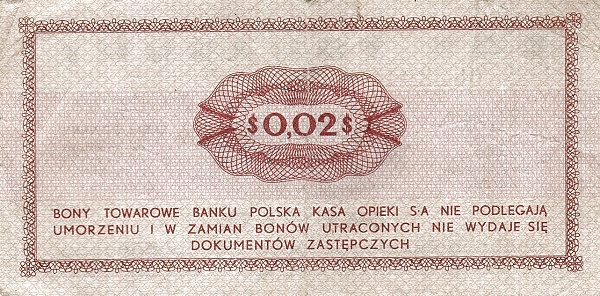 $0,02$
BONY TOWAROWE BANKU POLSKA KASA OPIEKI S·A NIE PODLEGAJĄ
UMORZENIU I W ZAMIAN BONÓW UTRACONYCH NIE WYDAJE SIĘ
DOKUMENTÓW ZASTĘPCZYCH